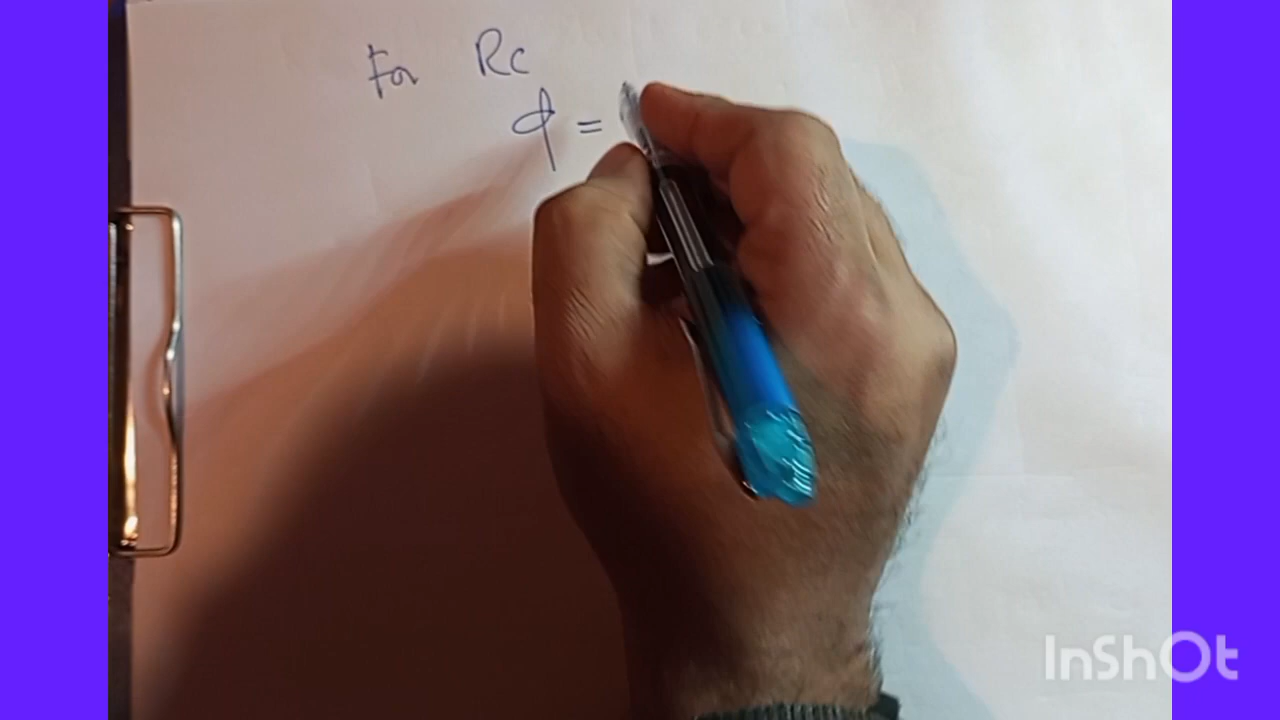 For Rc
φ =
InShOt